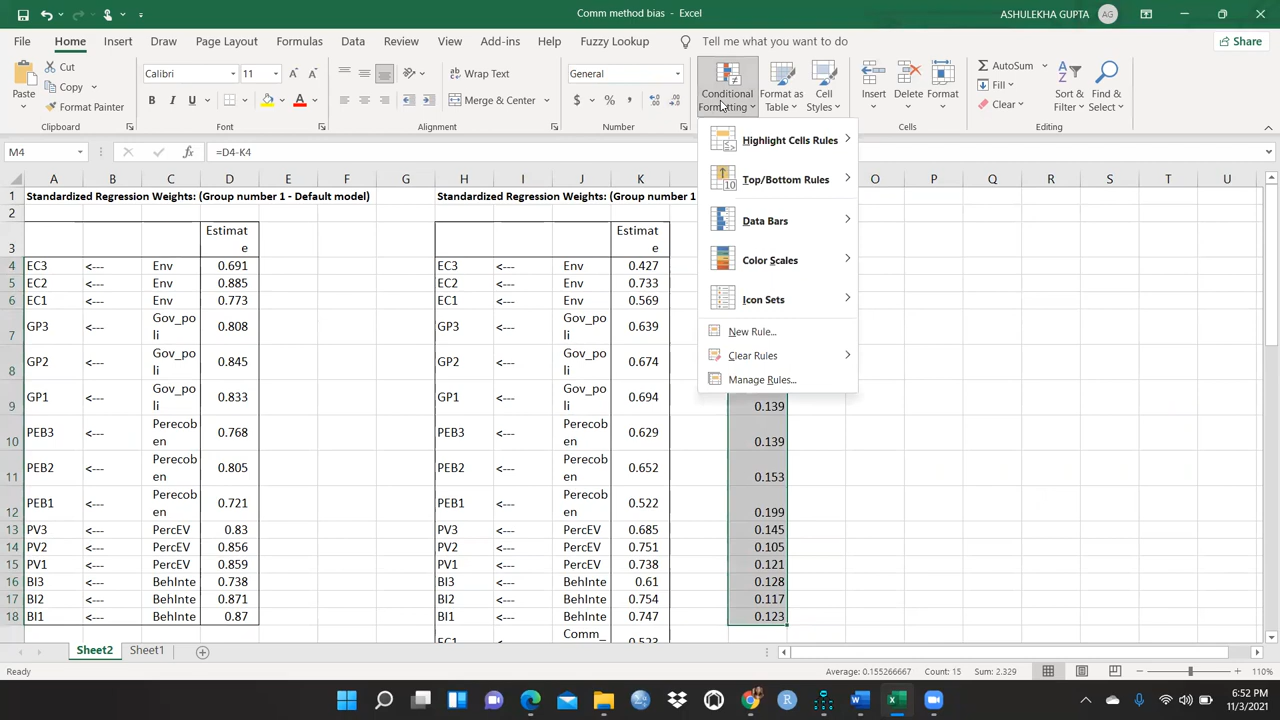 Comm method bias - Excel
ASHULEKHA GUPTA AG
File Home Insert Draw Page Layout Formulas Data Review View Add-ins Help Fuzzy Lookup Tell me what you want to do Share
Paste Cut Copy Format Painter Clipboard
Calibri 11 B I U A A A Font
ab Wrap Text Merge & Center Alignment
General $ % , Number
Conditional Formatting Format as Table Cell Styles
Insert Delete Format Cells
AutoSum Fill Clear Sort & Filter Find & Select Editing
M4 fx =D4-K4
Highlight Cells Rules
Top/Bottom Rules
Data Bars
Color Scales
Icon Sets
New Rule...
Clear Rules
Manage Rules...
A B C D E F G H I J K O P Q R S T U
1 Standardized Regression Weights: (Group number 1 - Default model) Standardized Regression Weights: (Group number 1
2
3 Estimat e Estimat e
4 EC3 <--- Env 0.691 EC3 <--- Env 0.427
5 EC2 <--- Env 0.885 EC2 <--- Env 0.733
6 EC1 <--- Env 0.773 EC1 <--- Env 0.569
7 GP3 <--- Gov_po li 0.808 GP3 <--- Gov_po li 0.639
8 GP2 <--- Gov_po li 0.845 GP2 <--- Gov_po li 0.674
9 GP1 <--- Gov_po li 0.833 GP1 <--- Gov_po li 0.694 0.139
10 PEB3 <--- Perecob en 0.768 PEB3 <--- Perecob en 0.629 0.139
11 PEB2 <--- Perecob en 0.805 PEB2 <--- Perecob en 0.652 0.153
12 PEB1 <--- Perecob en 0.721 PEB1 <--- Perecob en 0.522 0.199
13 PV3 <--- PercEV 0.83 PV3 <--- PercEV 0.685 0.145
14 PV2 <--- PercEV 0.856 PV2 <--- PercEV 0.751 0.105
15 PV1 <--- PercEV 0.859 PV1 <--- PercEV 0.738 0.121
16 BI3 <--- BehInte 0.738 BI3 <--- BehInte 0.61 0.128
17 BI2 <--- BehInte 0.871 BI2 <--- BehInte 0.754 0.117
18 BI1 <--- BehInte 0.87 BI1 <--- BehInte 0.747 0.123
EC1 <--- Comm_ 0.523
Sheet2 Sheet1
Ready Average: 0.155266667 Count: 15 Sum: 2.329 110%
6:52 PM
11/3/2021